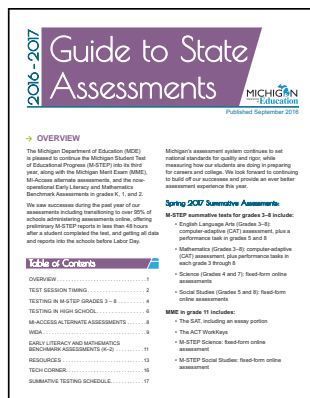 2016 - 2017
Guide to State
Assessments
MICHIGAN
Department of
Education
Published September 2016
→ OVERVIEW
The Michigan Department of Education (MDE)
is pleased to continue the Michigan Student Test
of Educational Progress (M-STEP) into its third
year, along with the Michigan Merit Exam (MME),
MI-Access alternate assessments, and the now-
operational Early Literacy and Mathematics
Benchmark Assessments in grades K, 1, and 2.
We saw successes during the past year of our
assessments including transitioning to over 95% of
schools administering assessments online, offering
preliminary M-STEP reports in less than 48 hours
after a student completed the test, and getting all data
and reports into the schools before Labor Day.
Table of Contents
OVERVIEW . . . . . . . . . . . . . . . . . . . . . . . . . . 1
TEST SESSION TIMING . . . . . . . . . . . . . . . . . . 2
TESTING IN M-STEP GRADES 3 – 8 . . . . . . . . . . 4
TESTING IN HIGH SCHOOL . . . . . . . . . . . . . . . 6
MI-ACCESS ALTERNATE ASSESSMENTS . . . . . . . 8
WIDA . . . . . . . . . . . . . . . . . . . . . . . . . . . . . 9
EARLY LITERACY AND MATHEMATICS
BENCHMARK ASSESSMENTS (K–2) . . . . . . . . . . 11
RESOURCES . . . . . . . . . . . . . . . . . . . . . . . . 13
TECH CORNER . . . . . . . . . . . . . . . . . . . . . . . 16
SUMMATIVE TESTING SCHEDULE . . . . . . . . . . . 17
Michigan's assessment system continues to set
national standards for quality and rigor, while
measuring how our students are doing in preparing
for careers and college. We look forward to continuing
to build off our successes and provide an ever better
assessment experience this year.
Spring 2017 Summative Assessments:
M-STEP summative tests for grades 3–8 include:
• English Language Arts (Grades 3–8):
computer-adaptive (CAT) assessment, plus a
performance task in grades 5 and 8
• Mathematics (Grades 3–8): computer-adaptive
(CAT) assessment, plus performance tasks in
each grade 3 through 8
• Science (Grades 4 and 7): fixed-form online
assessments
• Social Studies (Grades 5 and 8): fixed-form
online assessments
MME in grade 11 includes:
• The SAT, including an essay portion
• The ACT WorkKeys
• M-STEP Science: fixed-form online
assessment
• M-STEP Social Studies: fixed-form online
assessment